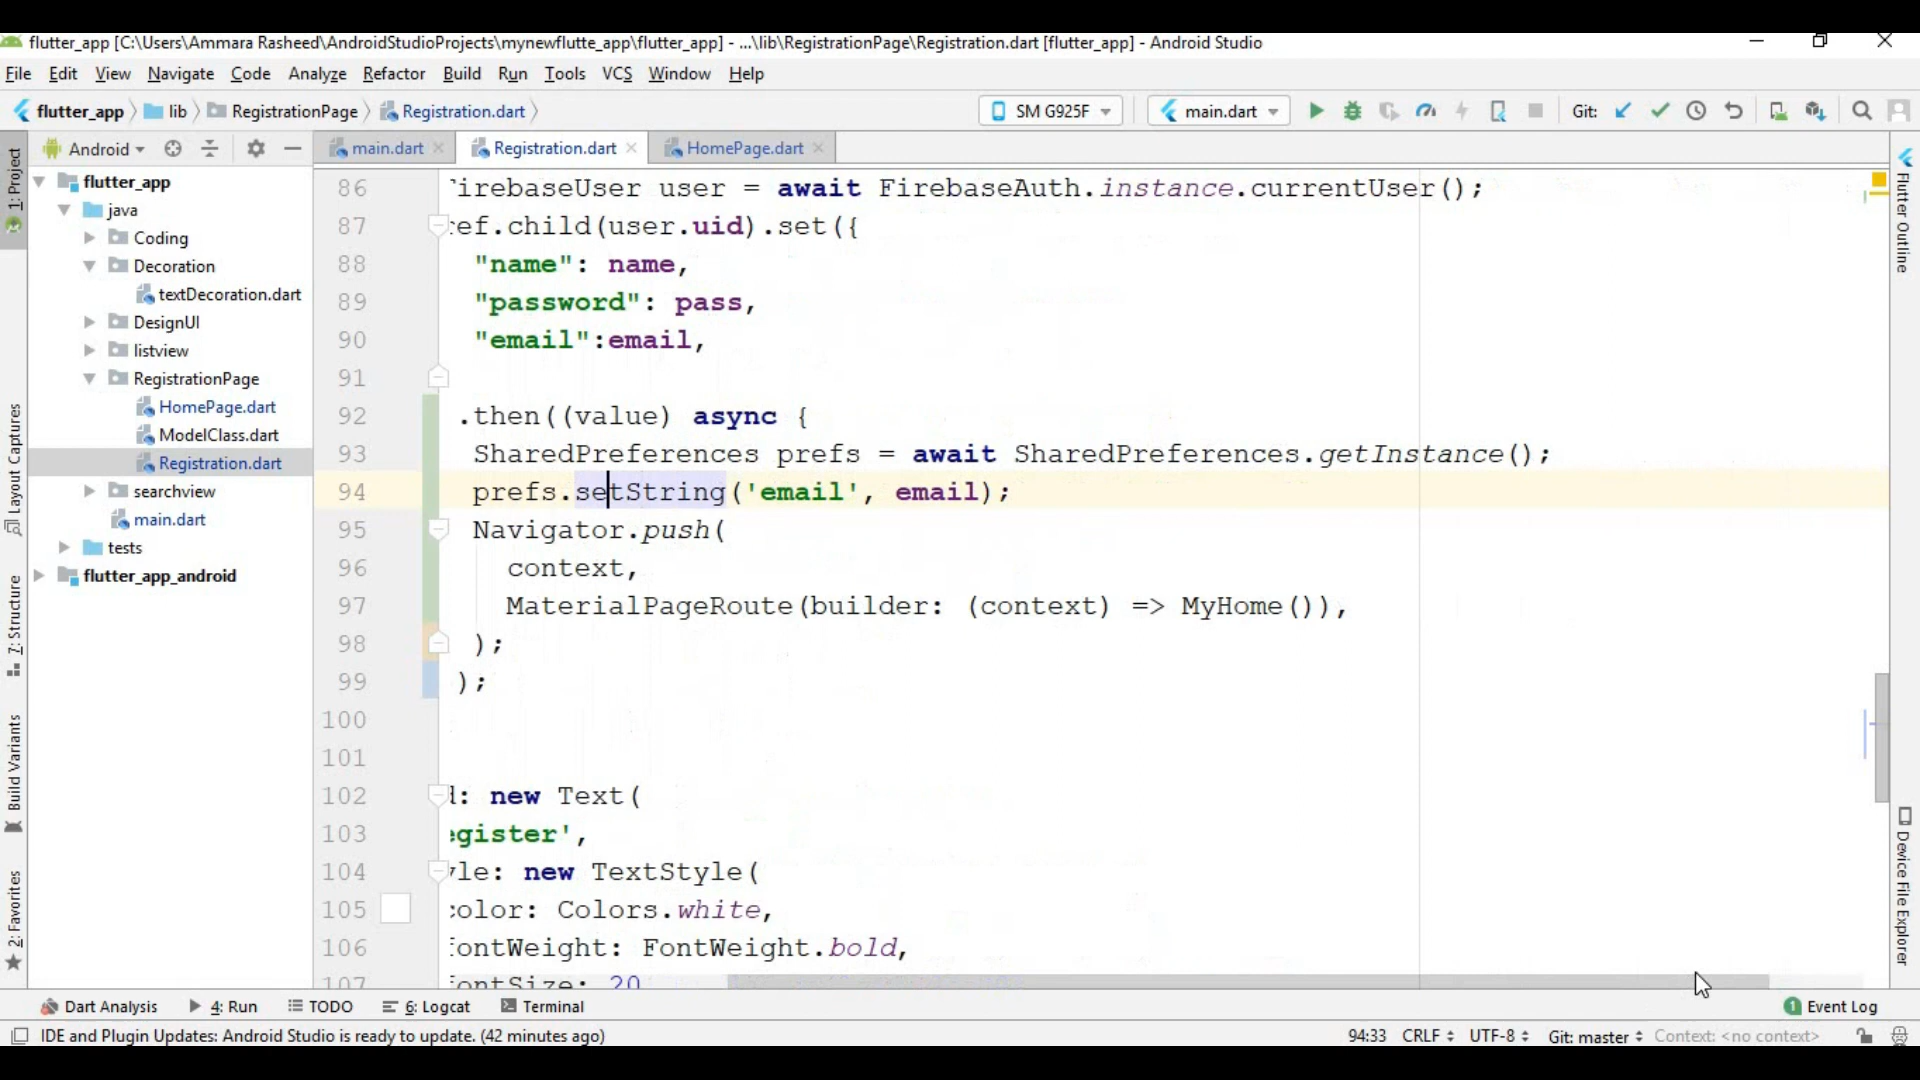 flutter_app [C:\Users\Ammara Rasheed\AndroidStudioProjects\mynewflutte_app\flutter_app] - ...\lib\RegistrationPage\Registration.dart [flutter_app] - Android Studio
File Edit View Navigate Code Analyze Refactor Build Run Tools VCS Window Help
flutter_app lib RegistrationPage Registration.dart SM G925F main.dart Git:
1: Project
Layout Captures
7: Structure
Build Variants
2: Favorites
Android
flutter_app
java
Coding
Decoration
textDecoration.dart
DesignUI
listview
RegistrationPage
HomePage.dart
ModelClass.dart
Registration.dart
searchview
main.dart
tests
flutter_app_android
main.dart Registration.dart HomePage.dart
86 irebaseUser user = await FirebaseAuth.instance.currentUser();
87 ef.child(user.uid).set({
88 "name": name,
89 "password": pass,
90 "email":email,
91
92 .then((value) async {
93 SharedPreferences prefs = await SharedPreferences.getInstance();
94 prefs.setString('email', email);
95 Navigator.push(
96 context,
97 MaterialPageRoute(builder: (context) => MyHome()),
98 );
99 );
100
101
102 : new Text(
103 gister',
104 le: new TextStyle(
105 olor: Colors.white,
106 ontWeight: FontWeight.bold,
107 ontSize: 20
Flutter Outline
Device File Explorer
Dart Analysis 4: Run TODO 6: Logcat Terminal 1 Event Log
IDE and Plugin Updates: Android Studio is ready to update. (42 minutes ago) 94:33 CRLF UTF-8 Git: master Context: <no context>